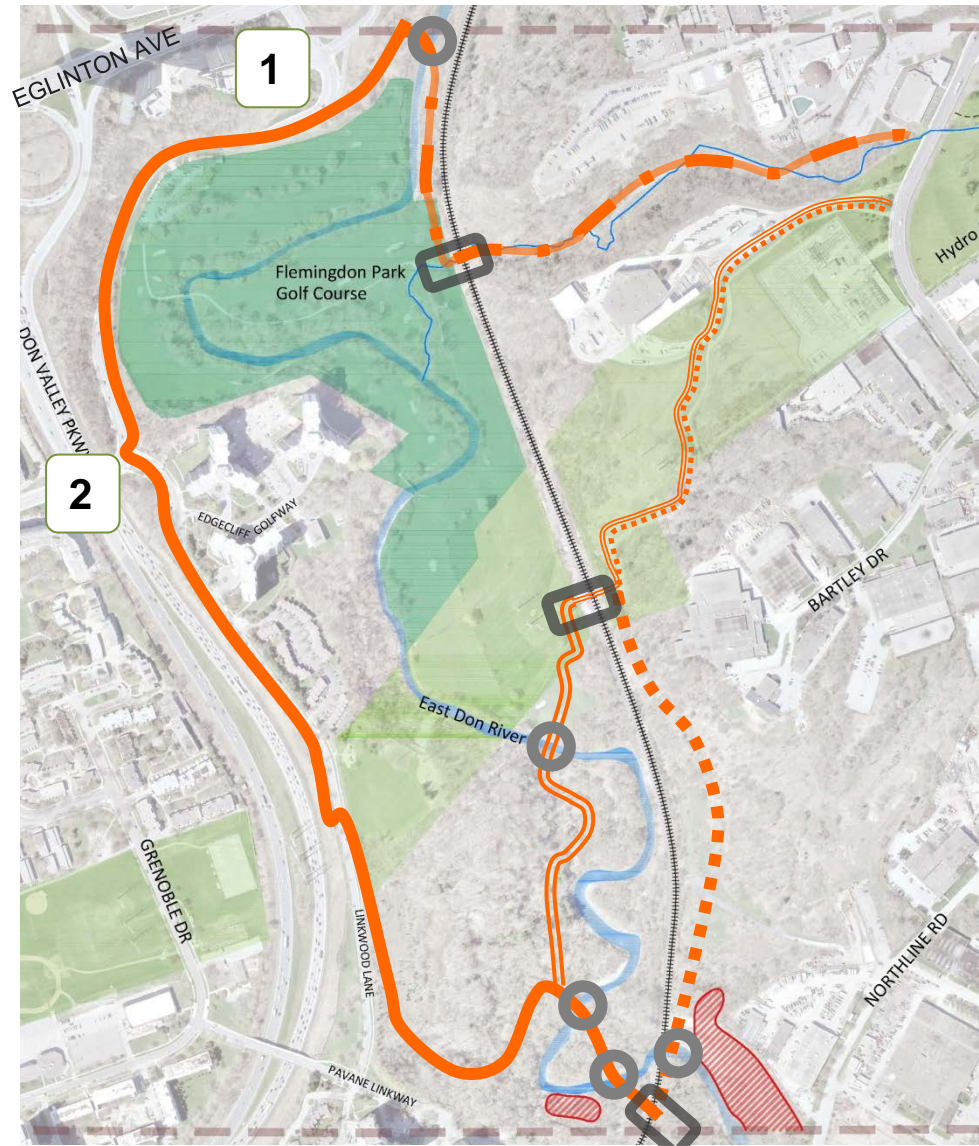 EGLINTON AVE
1
Flemingdon Park
Golf Course
Hydro
DON VALLEY PKWY
2
EDGECLIFF GOLFWAY
BARTLEY DR
East Don River
GRENOBLE DR
LINKWOOD LANE
NORTHLINE RD
PAVANE LINKWAY